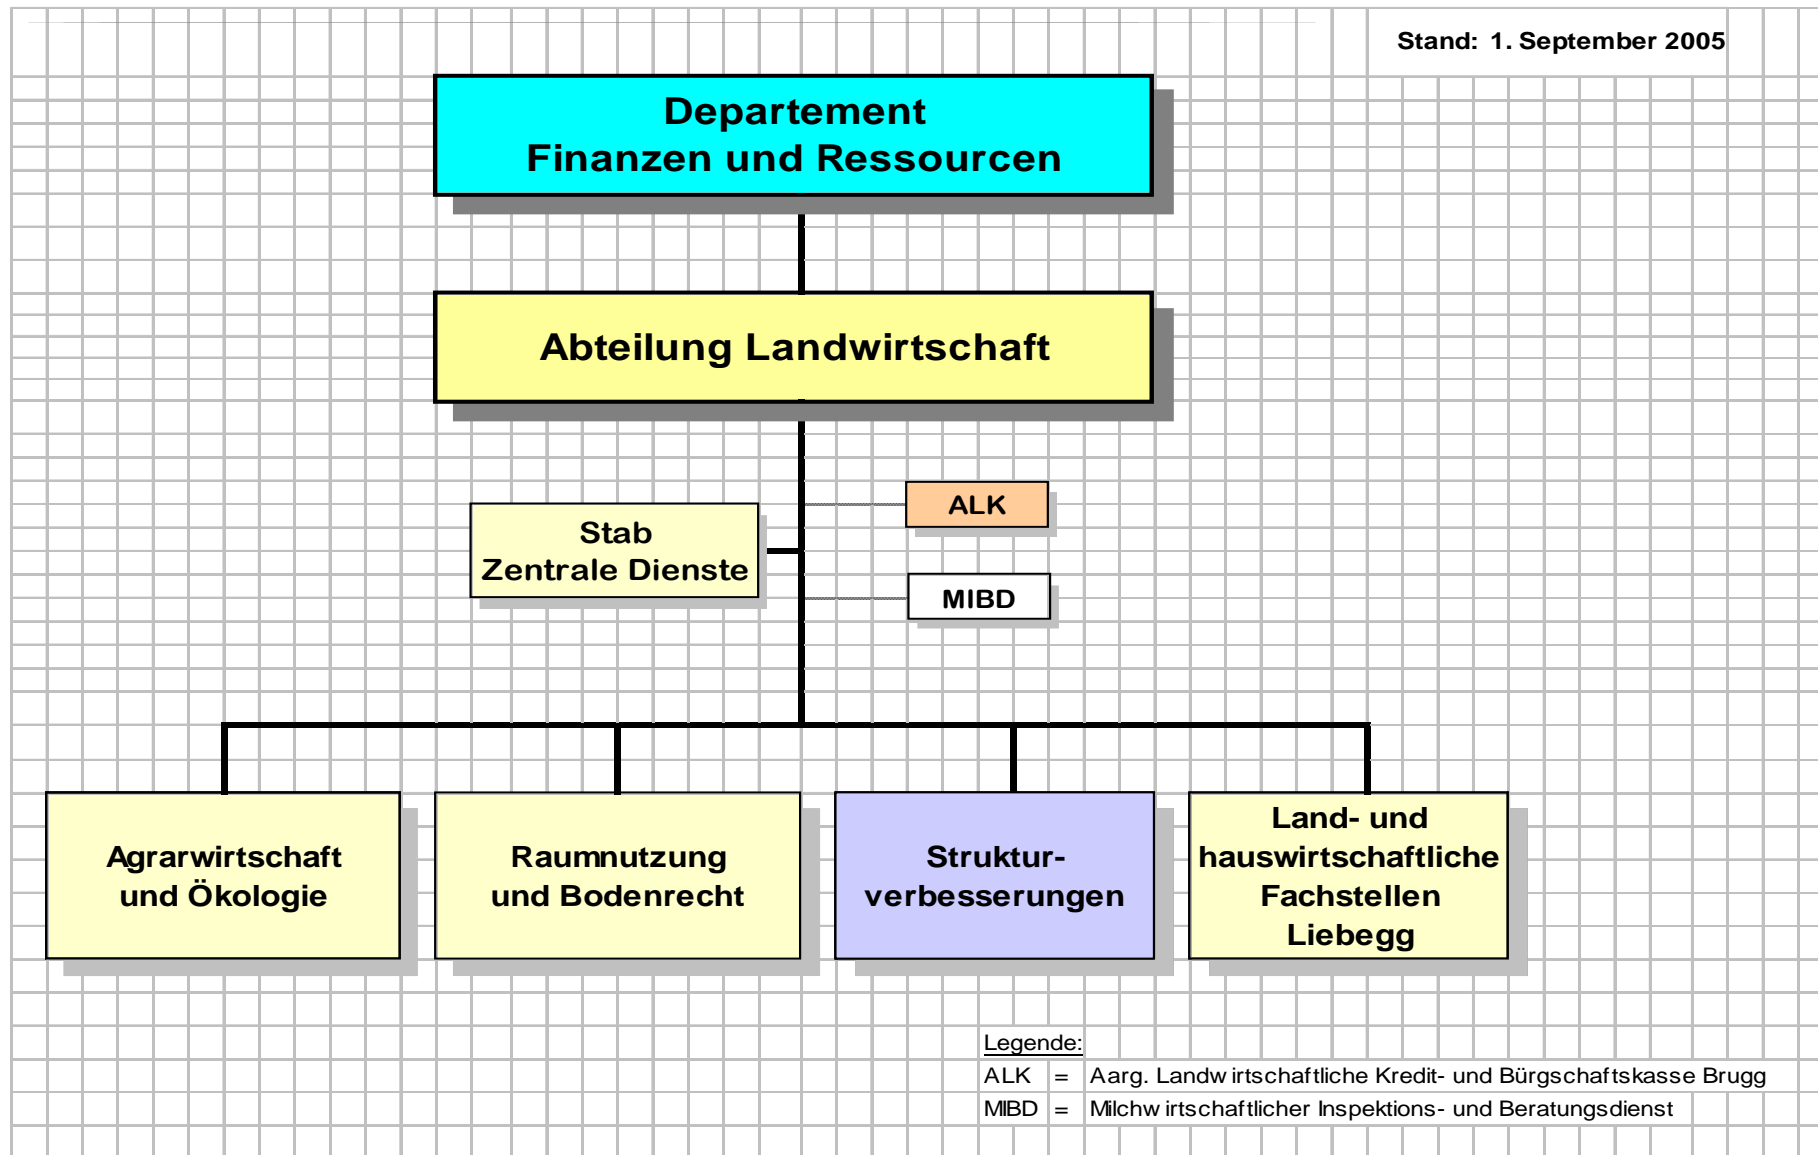 Stand: 1. September 2005
Departement
Finanzen und Ressourcen
Abteilung Landwirtschaft
ALK
Stab
Zentrale Dienste
MIBD
Agrarwirtschaft
und Ökologie
Raumnutzung
und Bodenrecht
Struktur-
verbesserungen
Land- und
hauswirtschaftliche
Fachstellen
Liebegg
Legende:
ALK = Aarg. Landwirtschaftliche Kredit- und Bürgschaftskasse Brugg
MIBD = Milchwirtschaftlicher Inspektions- und Beratungsdienst